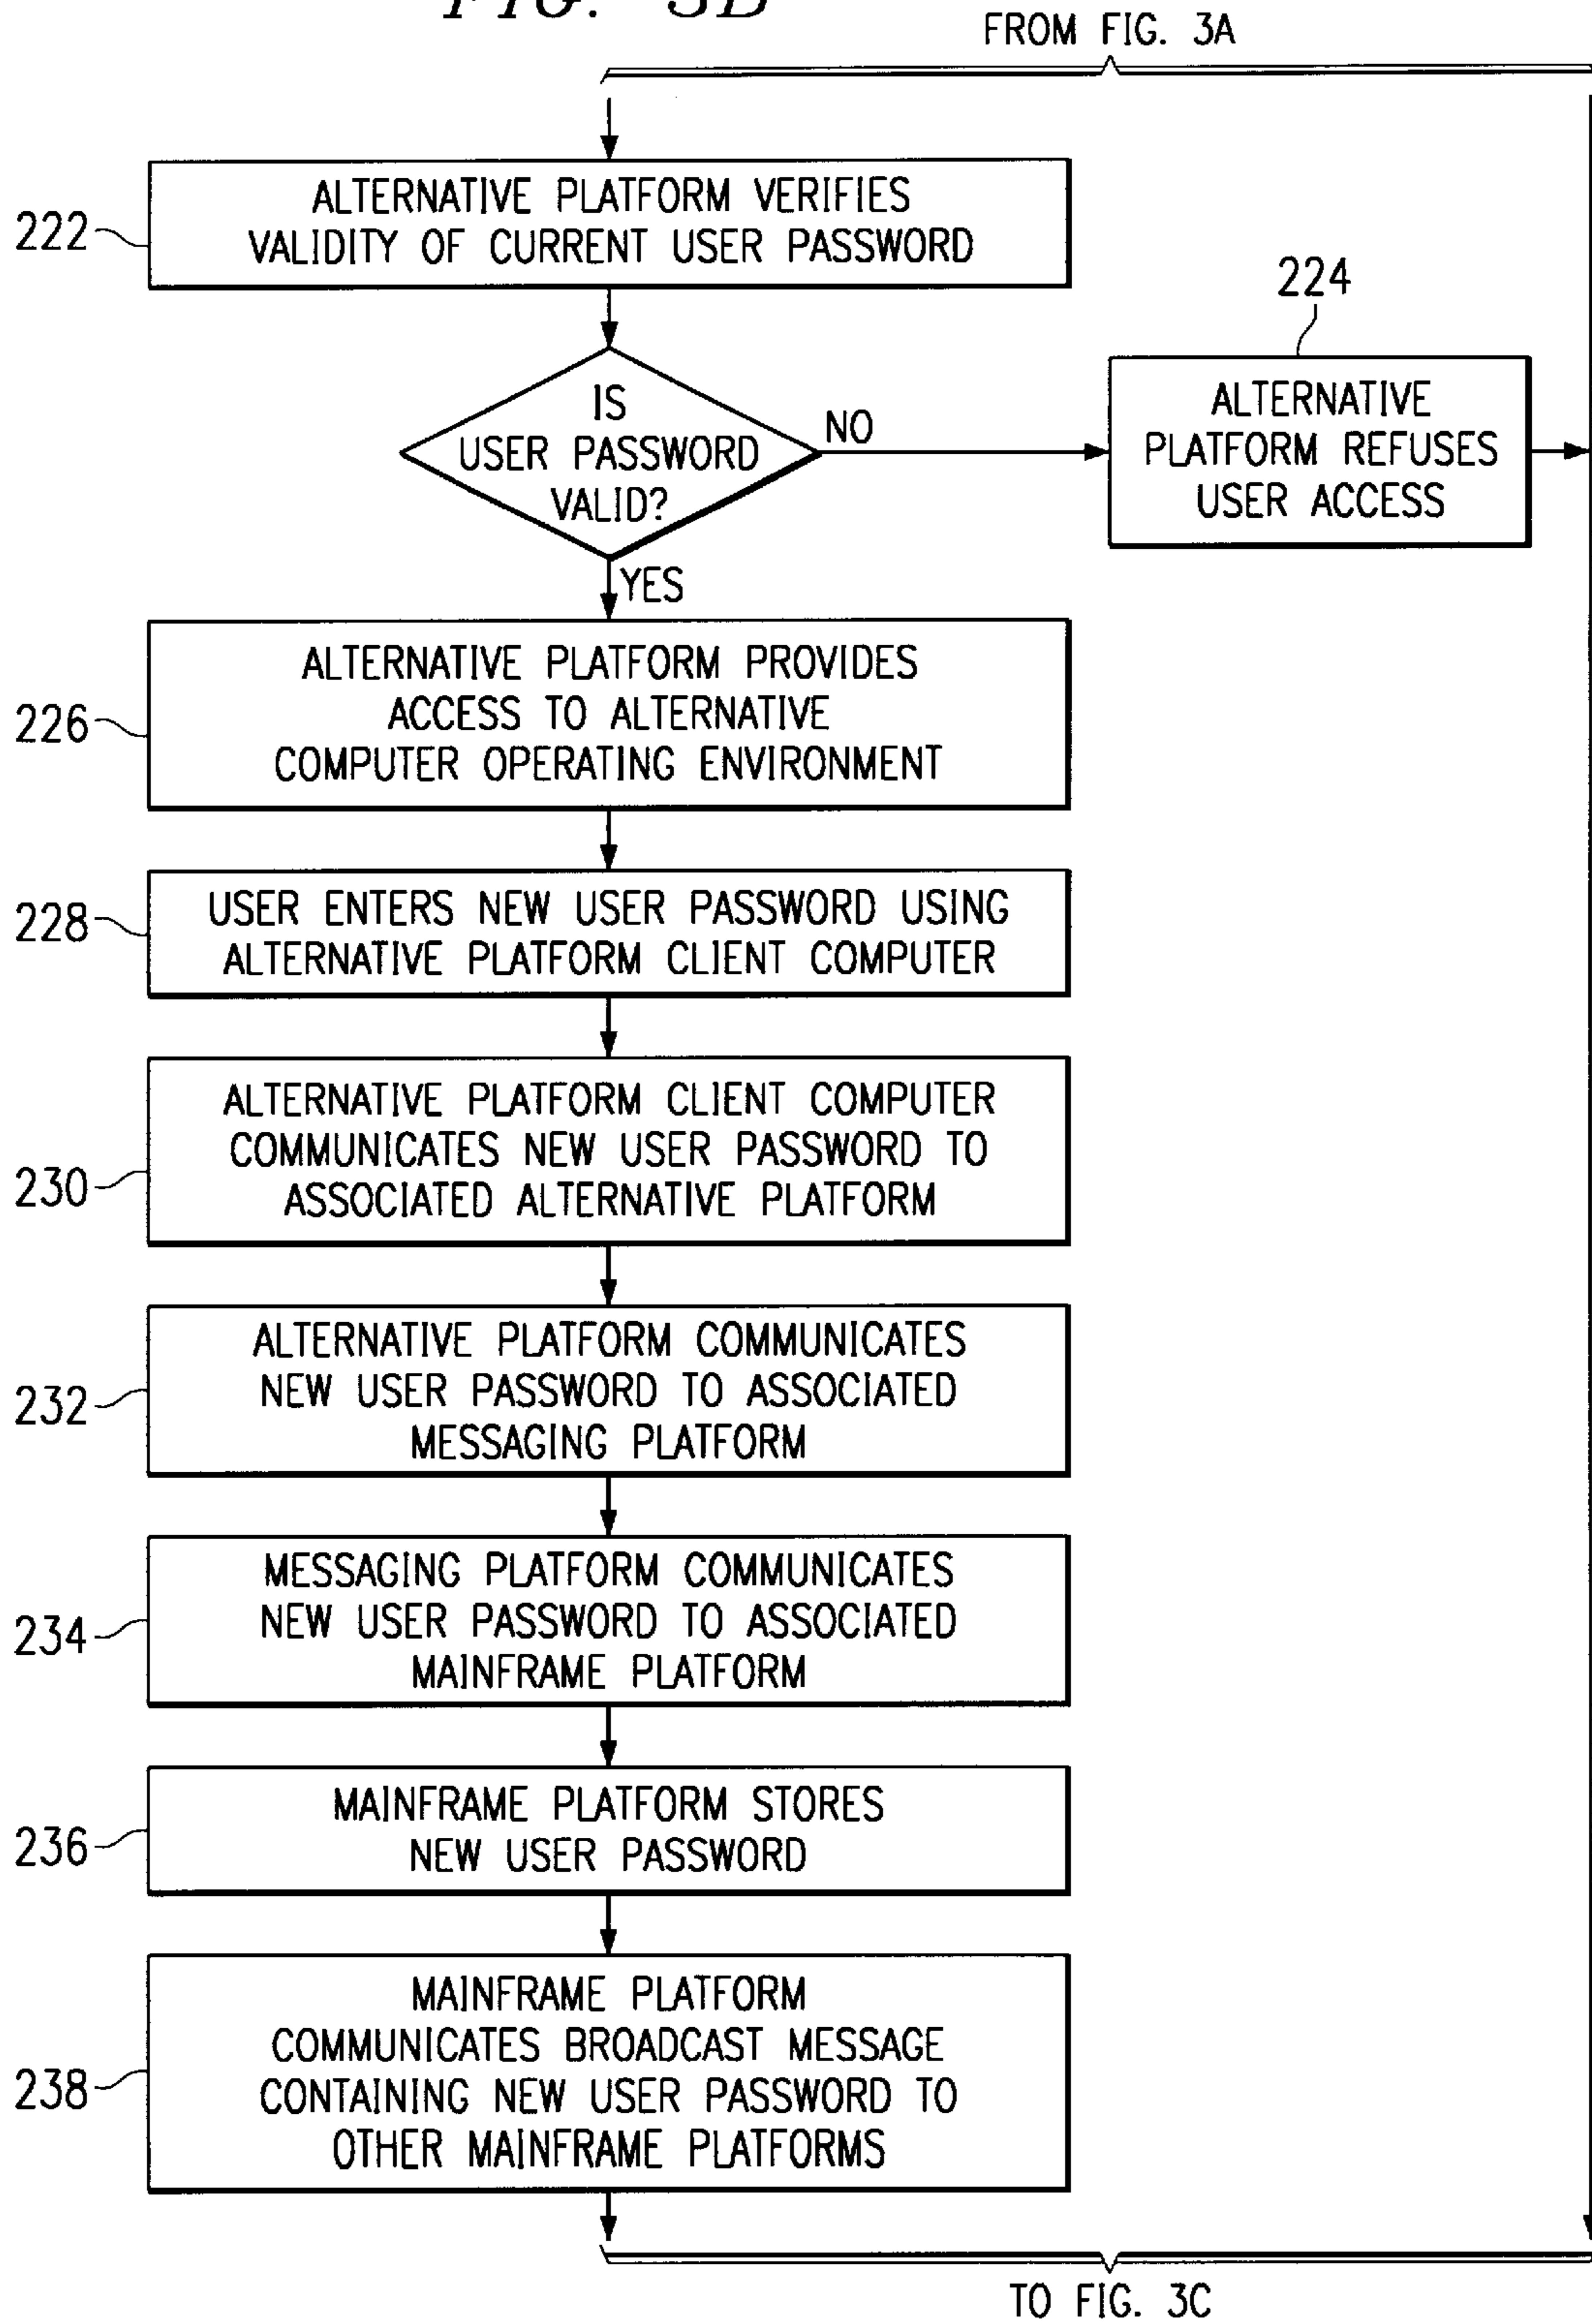 FIG. 3B
FROM FIG. 3A
222
ALTERNATIVE PLATFORM VERIFIES
VALIDITY OF CURRENT USER PASSWORD
224
IS
USER PASSWORD
VALID?
NO
ALTERNATIVE
PLATFORM REFUSES
USER ACCESS
YES
226
ALTERNATIVE PLATFORM PROVIDES
ACCESS TO ALTERNATIVE
COMPUTER OPERATING ENVIRONMENT
228
USER ENTERS NEW USER PASSWORD USING
ALTERNATIVE PLATFORM CLIENT COMPUTER
230
ALTERNATIVE PLATFORM CLIENT COMPUTER
COMMUNICATES NEW USER PASSWORD TO
ASSOCIATED ALTERNATIVE PLATFORM
232
ALTERNATIVE PLATFORM COMMUNICATES
NEW USER PASSWORD TO ASSOCIATED
MESSAGING PLATFORM
234
MESSAGING PLATFORM COMMUNICATES
NEW USER PASSWORD TO ASSOCIATED
MAINFRAME PLATFORM
236
MAINFRAME PLATFORM STORES
NEW USER PASSWORD
238
MAINFRAME PLATFORM
COMMUNICATES BROADCAST MESSAGE
CONTAINING NEW USER PASSWORD TO
OTHER MAINFRAME PLATFORMS
TO FIG. 3C